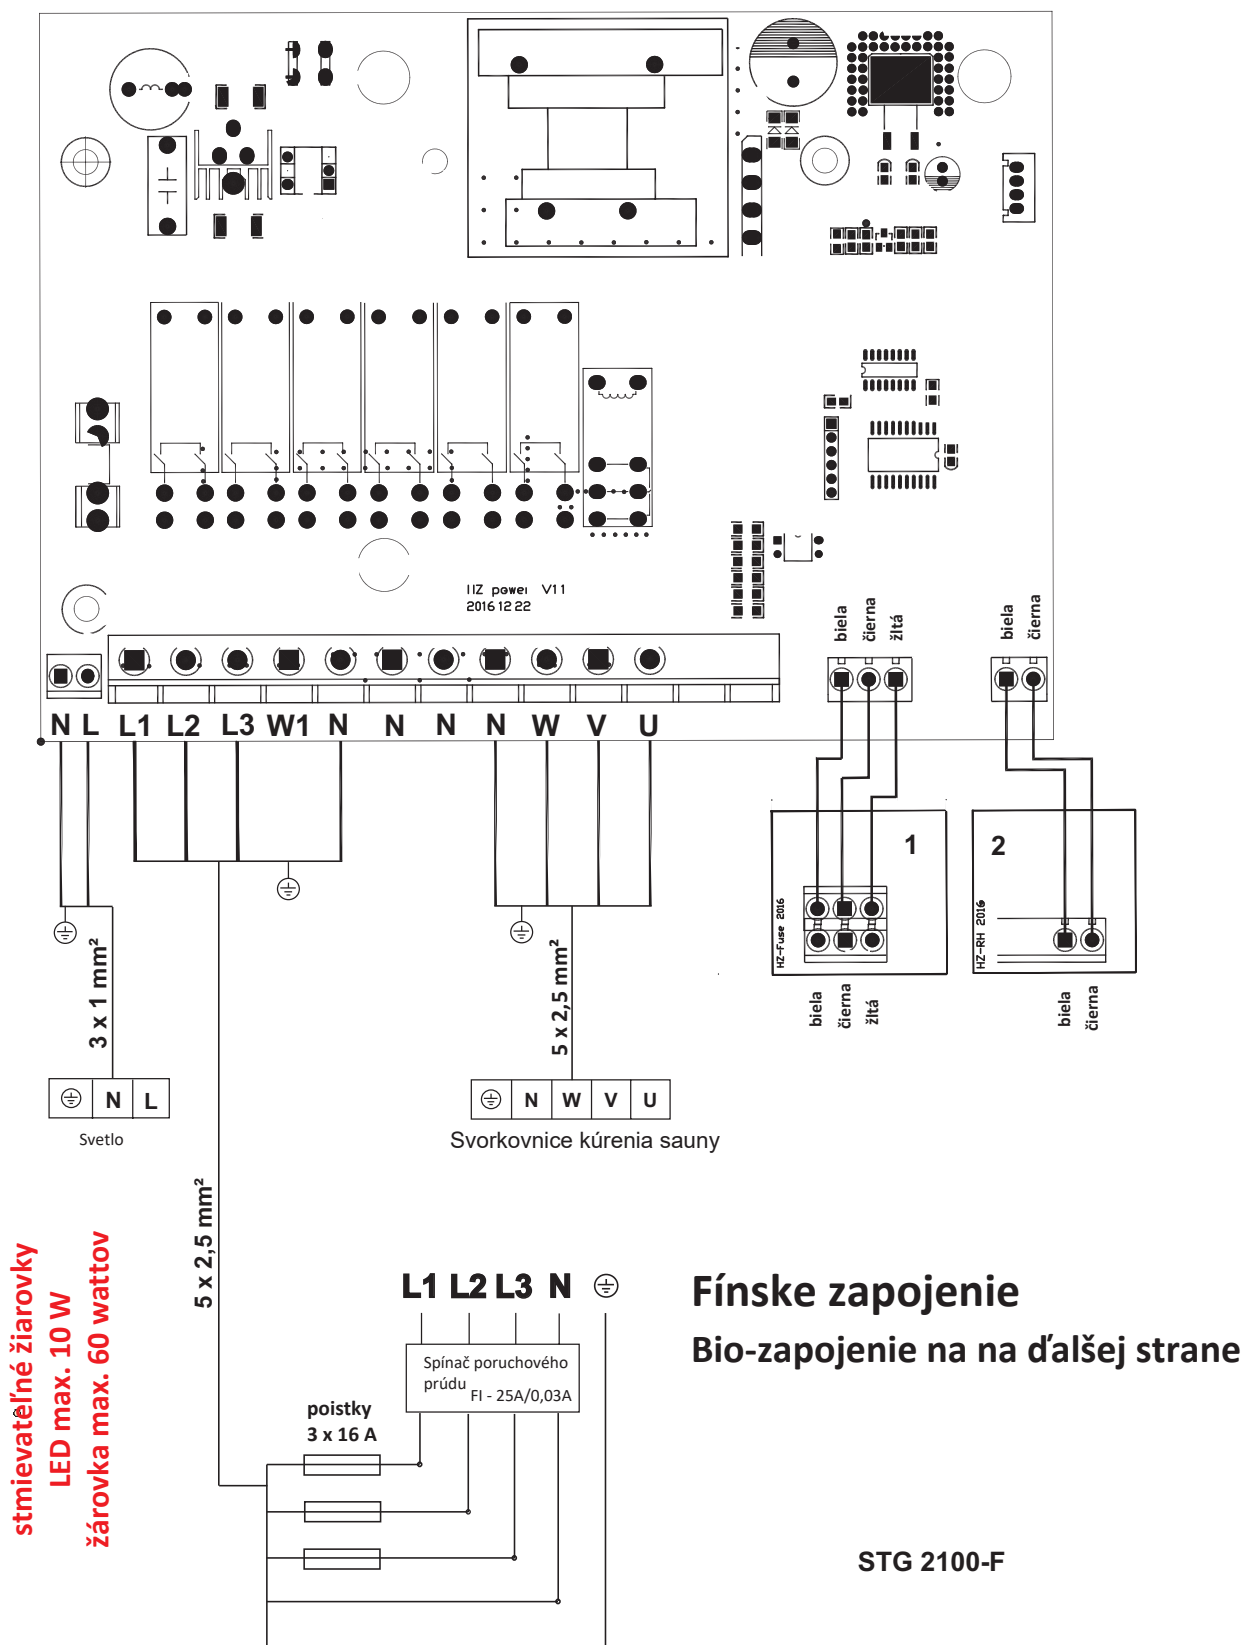 IIZ power V11
2016 12 22
biela
čierna
žltá
biela
čierna
N L L1 L2 L3 W1 N N N N W V U
1
HZ-Fuse 2016
biela
čierna
žltá
2
HZ-RH 2016
biela
čierna
3 x 1 mm²
5 x 2,5 mm²
N L
Svetlo
N W V U
Svorkovnice kúrenia sauny
5 x 2,5 mm²
stmievateľné žiarovky
LED max. 10 W
žárovka max. 60 wattov
L1 L2 L3 N
Spínač poruchového
prúdu
FI - 25A/0,03A
poistky
3 x 16 A
Fínske zapojenie
Bio-zapojenie na na ďalšej strane
STG 2100-F